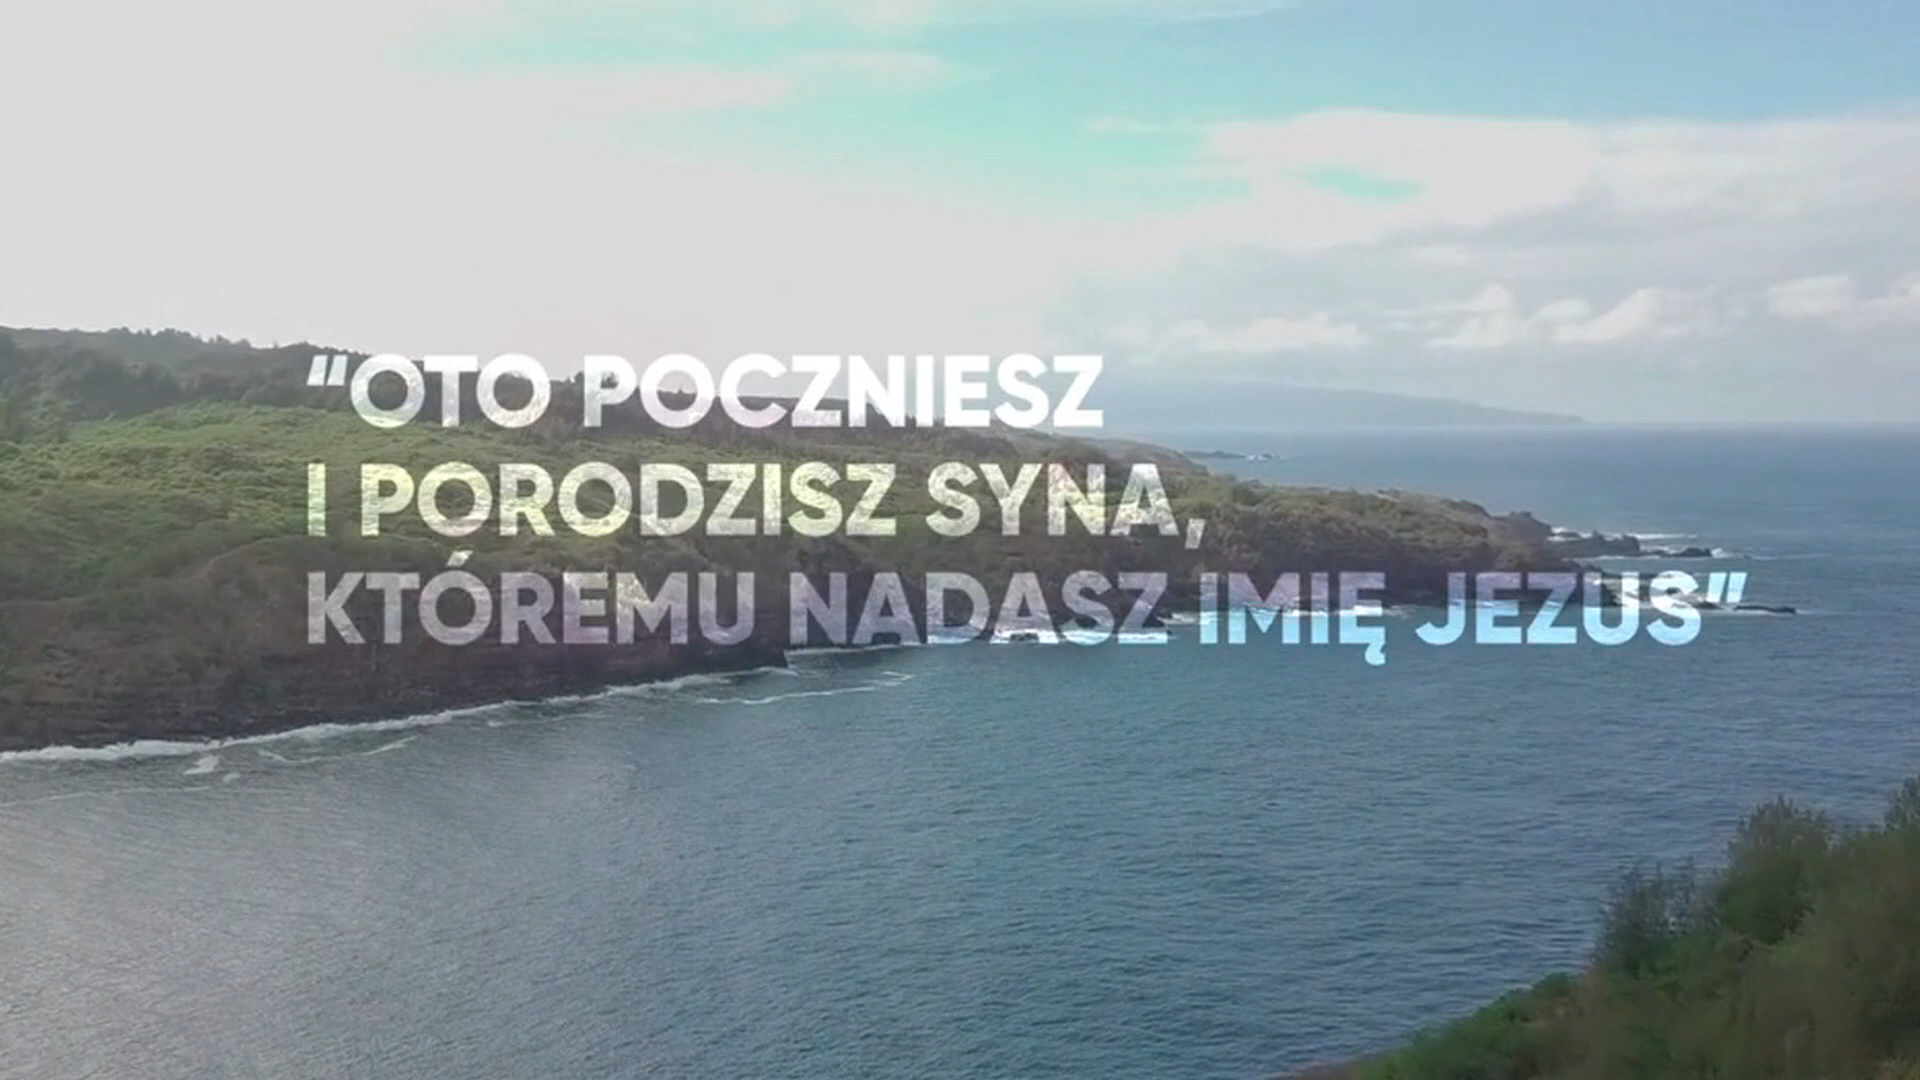 “OTO POCZNIESZ
I PORODZISZ SYNA,
KTÓREMU NADASZ IMIĘ JEZUS”